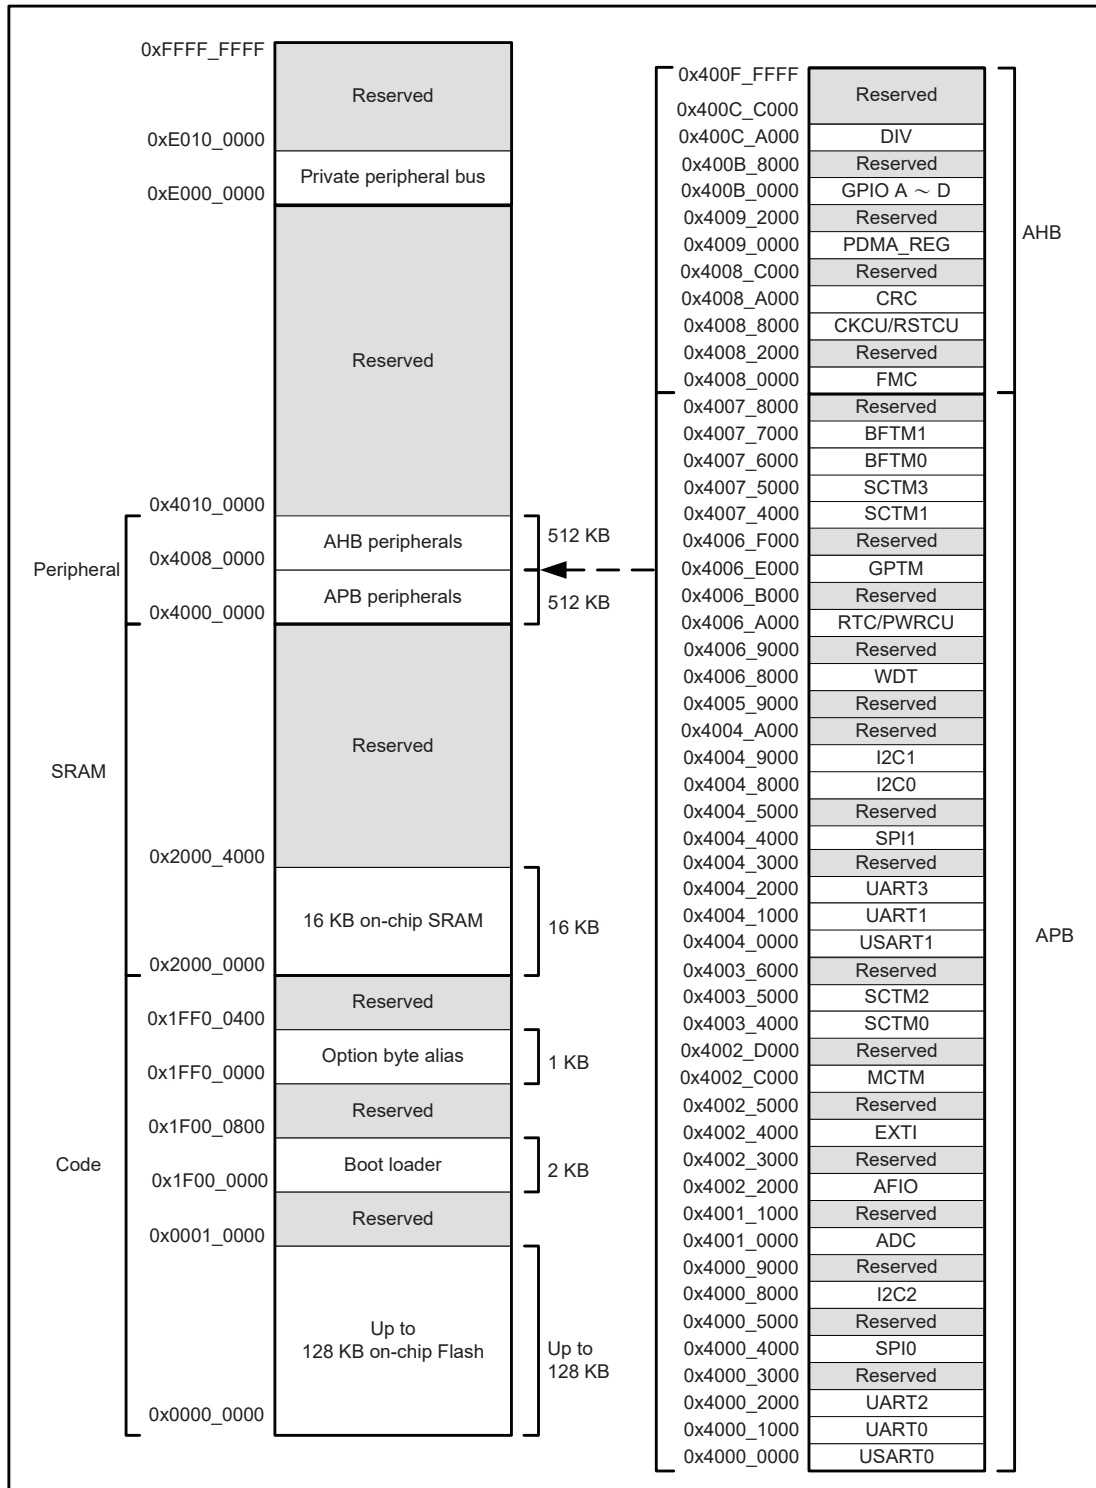 0xFFFF_FFFF
Reserved
0xE010_0000
Private peripheral bus
0xE000_0000
Reserved
0x4010_0000
AHB peripherals
512 KB
0x4008_0000
Peripheral
APB peripherals
512 KB
0x4000_0000
Reserved
SRAM
0x2000_4000
16 KB on-chip SRAM
16 KB
0x2000_0000
Reserved
0x1FF0_0400
Option byte alias
1 KB
0x1FF0_0000
Reserved
0x1F00_0800
Code
Boot loader
2 KB
0x1F00_0000
Reserved
0x0001_0000
Up to
128 KB on-chip Flash
Up to
128 KB
0x0000_0000
0x400F_FFFF
Reserved
0x400C_C000
0x400C_A000 DIV
0x400B_8000 Reserved
0x400B_0000 GPIO A ~ D
0x4009_2000 Reserved
AHB
0x4009_0000 PDMA_REG
0x4008_C000 Reserved
0x4008_A000 CRC
0x4008_8000 CKCU/RSTCU
0x4008_2000 Reserved
0x4008_0000 FMC
0x4007_8000 Reserved
0x4007_7000 BFTM1
0x4007_6000 BFTM0
0x4007_5000 SCTM3
0x4007_4000 SCTM1
0x4006_F000 Reserved
0x4006_E000 GPTM
0x4006_B000 Reserved
0x4006_A000 RTC/PWRCU
0x4006_9000 Reserved
0x4006_8000 WDT
0x4005_9000 Reserved
0x4004_A000 Reserved
0x4004_9000 I2C1
0x4004_8000 I2C0
0x4004_5000 Reserved
0x4004_4000 SPI1
0x4004_3000 Reserved
0x4004_2000 UART3
0x4004_1000 UART1
APB
0x4004_0000 USART1
0x4003_6000 Reserved
0x4003_5000 SCTM2
0x4003_4000 SCTM0
0x4002_D000 Reserved
0x4002_C000 MCTM
0x4002_5000 Reserved
0x4002_4000 EXTI
0x4002_3000 Reserved
0x4002_2000 AFIO
0x4001_1000 Reserved
0x4001_0000 ADC
0x4000_9000 Reserved
0x4000_8000 I2C2
0x4000_5000 Reserved
0x4000_4000 SPI0
0x4000_3000 Reserved
0x4000_2000 UART2
0x4000_1000 UART0
0x4000_0000 USART0